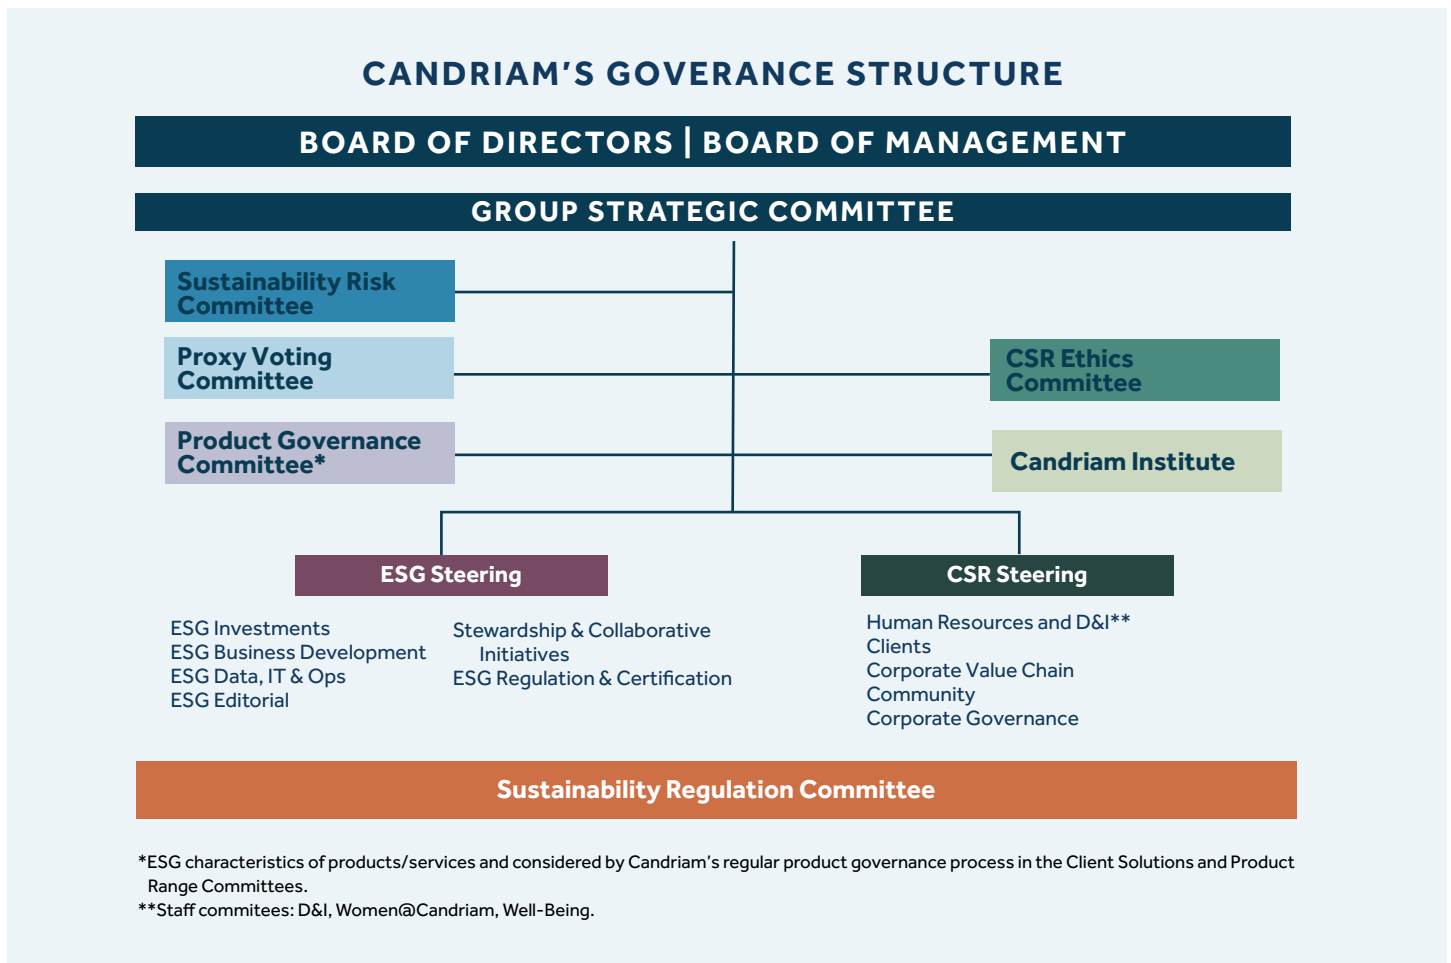 CANDRIAM’S GOVERANCE STRUCTURE
BOARD OF DIRECTORS | BOARD OF MANAGEMENT
GROUP STRATEGIC COMMITTEE
Sustainability Risk
Committee
Proxy Voting
Committee
Product Governance
Committee*
CSR Ethics
Committee
Candriam Institute
ESG Steering
ESG Investments
ESG Business Development
ESG Data, IT & Ops
ESG Editorial
Stewardship & Collaborative
Initiatives
ESG Regulation & Certification
CSR Steering
Human Resources and D&I**
Clients
Corporate Value Chain
Community
Corporate Governance
Sustainability Regulation Committee
*ESG characteristics of products/services and considered by Candriam’s regular product governance process in the Client Solutions and Product
Range Committees.
**Staff commitees: D&I, Women@Candriam, Well-Being.